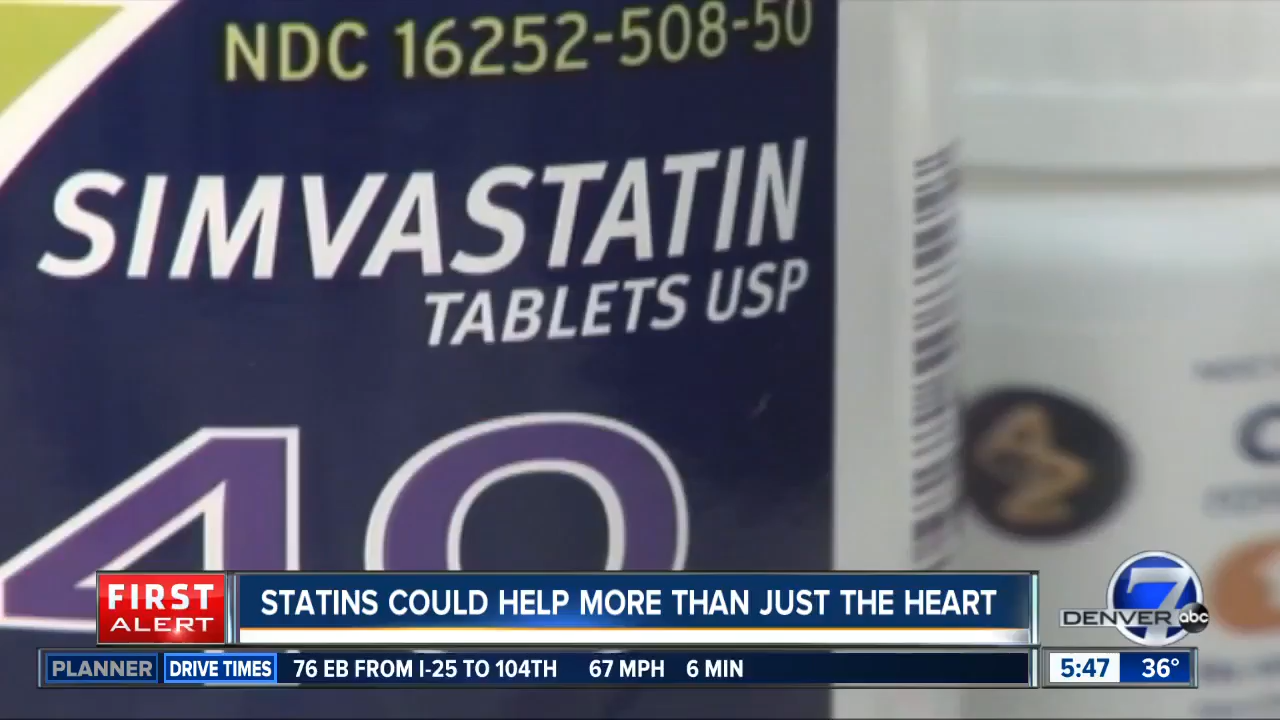 NDC 16252-508-50
SIMVASTATIN
TABLETS USP
40
FIRST
ALERT
STATINS COULD HELP MORE THAN JUST THE HEART
DENVER 7 abc
PLANNER DRIVE TIMES 76 EB FROM I-25 TO 104TH 67 MPH 6 MIN 5:47 36°